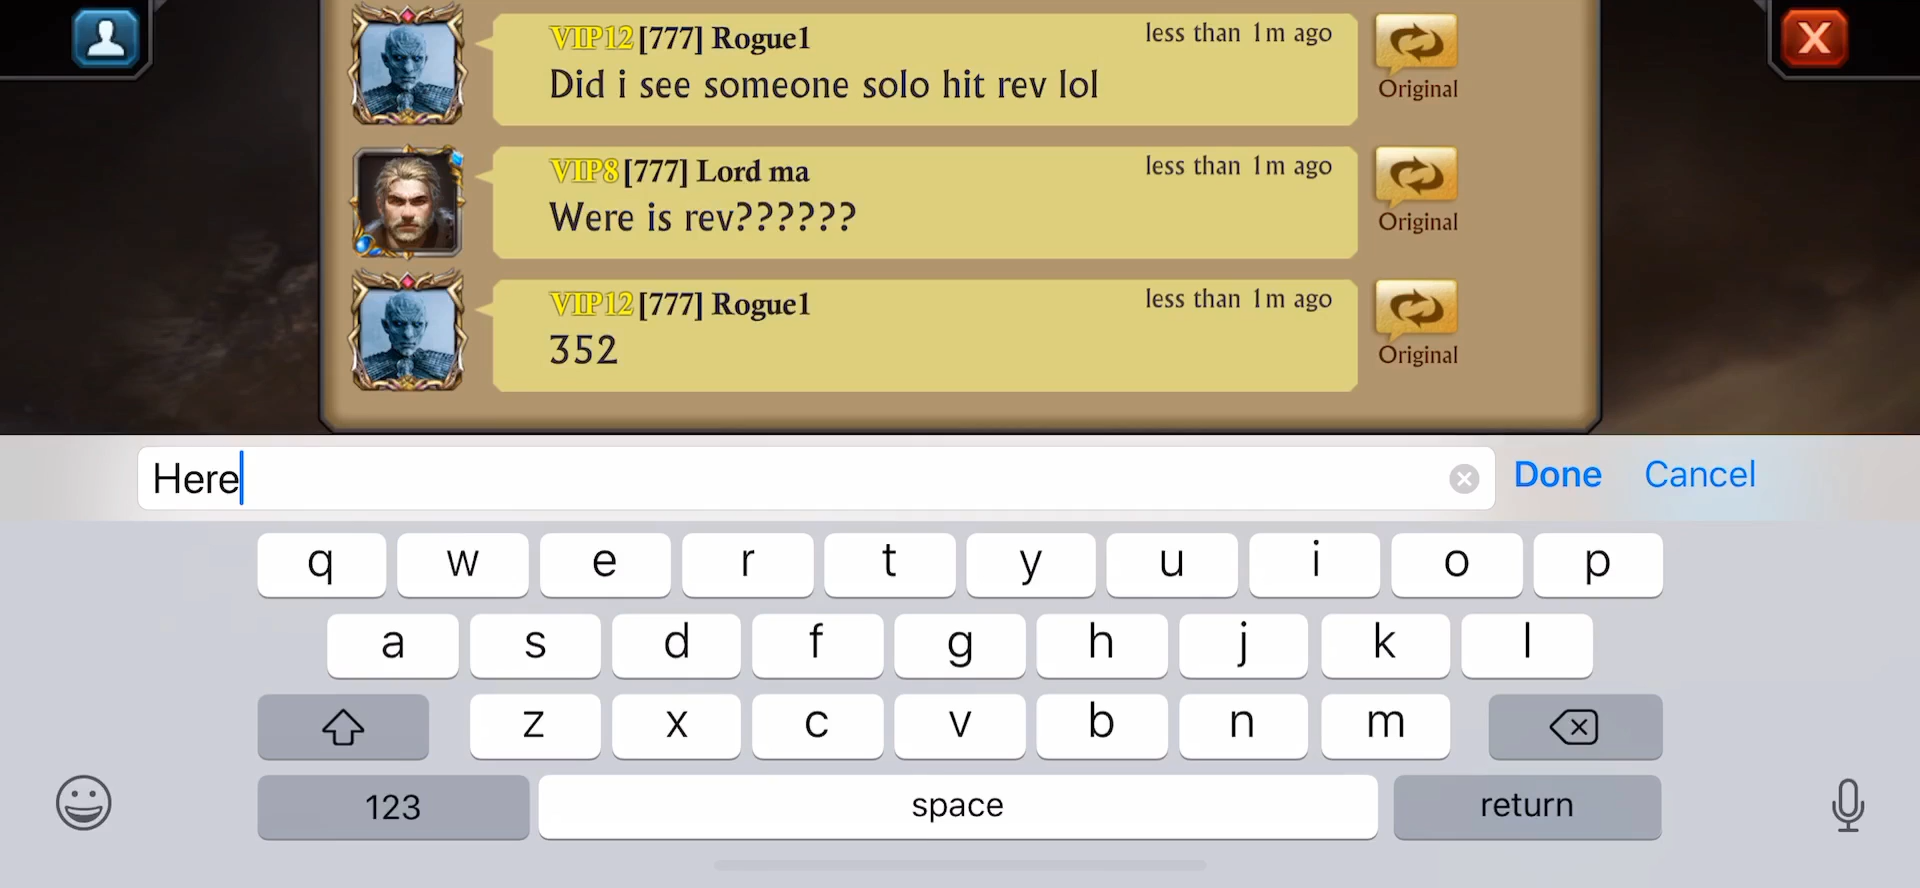 VIP12 [777] Rogue1 less than 1m ago
Did i see someone solo hit rev lol
Original
VIP8 [777] Lord ma less than 1m ago
Were is rev??????
Original
VIP12 [777] Rogue1 less than 1m ago
352
Original
Here Done Cancel
q w e r t y u i o p
a s d f g h j k l
z x c v b n m
123 space return